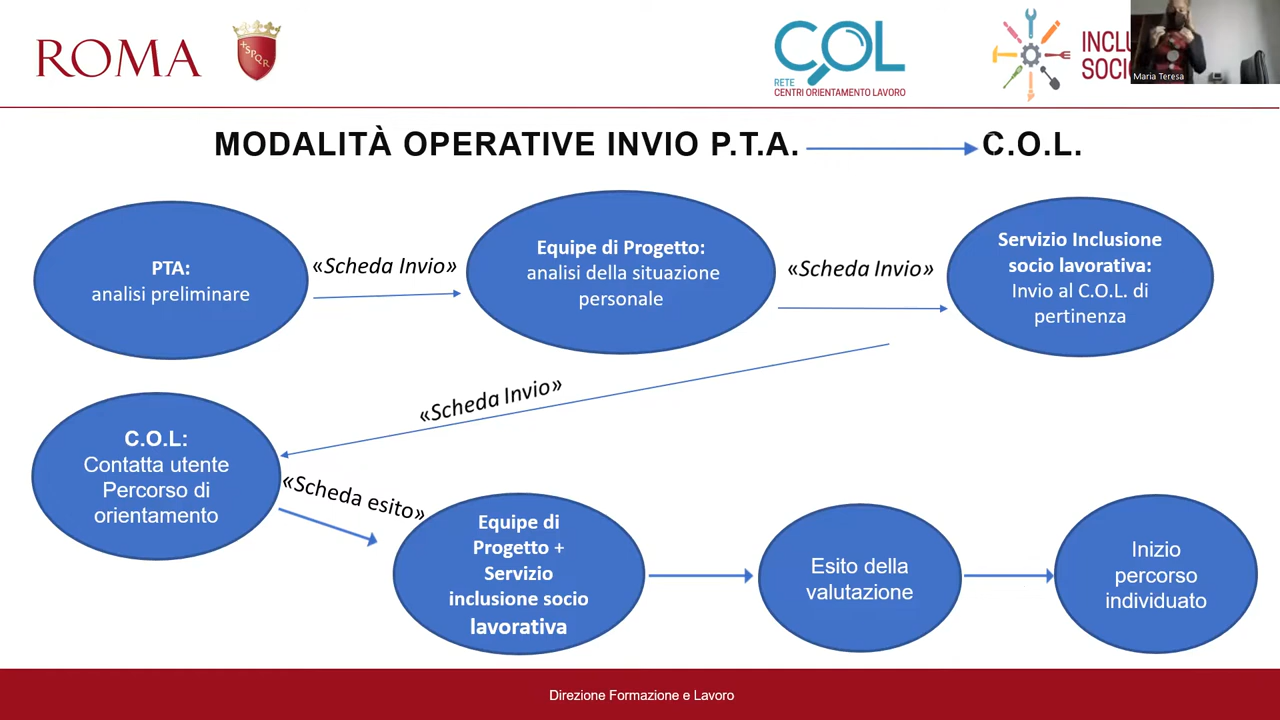 ROMA
SPQR
COL
RETE
CENTRI ORIENTAMENTO LAVORO
INCLU
SOCIO
Maria Teresa
MODALITÀ OPERATIVE INVIO P.T.A. C.O.L.
PTA:
analisi preliminare
«Scheda Invio»
Equipe di Progetto:
analisi della situazione
personale
«Scheda Invio»
Servizio Inclusione
socio lavorativa:
Invio al C.O.L. di
pertinenza
«Scheda Invio»
C.O.L:
Contatta utente
Percorso di
orientamento
«Scheda esito»
Equipe di
Progetto +
Servizio
inclusione socio
lavorativa
Esito della
valutazione
Inizio
percorso
individuato
Direzione Formazione e Lavoro